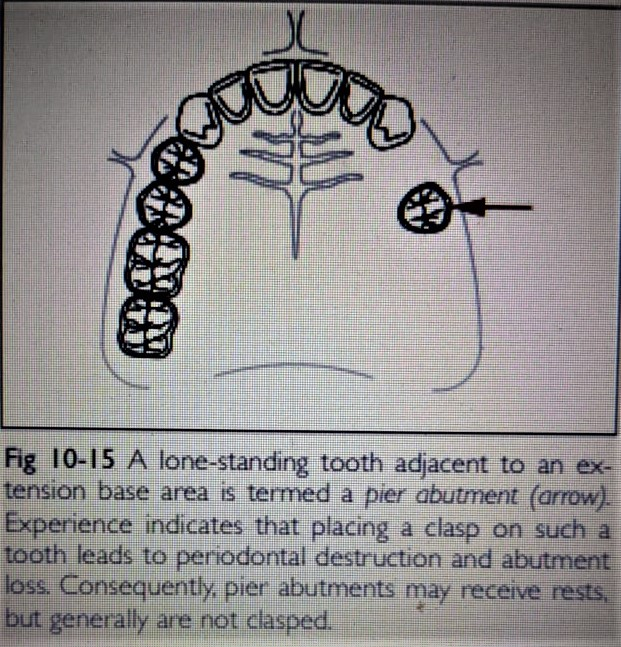 Fig 10-15 A lone-standing tooth adjacent to an ex-
tension base area is termed a pier abutment (arrow).
Experience indicates that placing a clasp on such a
tooth leads to periodontal destruction and abutment
loss. Consequently, pier abutments may receive rests,
but generally are not clasped.